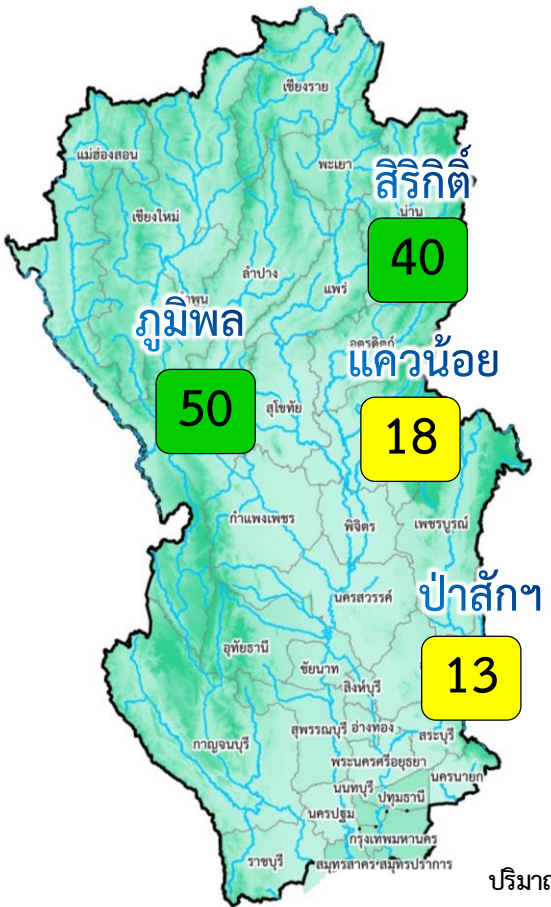 เชียงราย
แม่ฮ่องสอน
พะเยา
สิริกิติ์
น่าน
เชียงใหม่
40
ลำปาง
แพร่
ลำพูน
ภูมิพล
อุตรดิตถ์
แควน้อย
50
สุโขทัย
18
กำแพงเพชร
พิจิตร
เพชรบูรณ์
นครสวรรค์
ป่าสักฯ
อุทัยธานี
ชัยนาท
13
สิงห์บุรี
สุพรรณบุรี อ่างทอง
สระบุรี
กาญจนบุรี
พระนครศรีอยุธยา
นครนายก
นนทบุรี
ปทุมธานี
นครปฐม
กรุงเทพมหานคร
ราชบุรี
สมุทรสาคร สมุทรปราการ